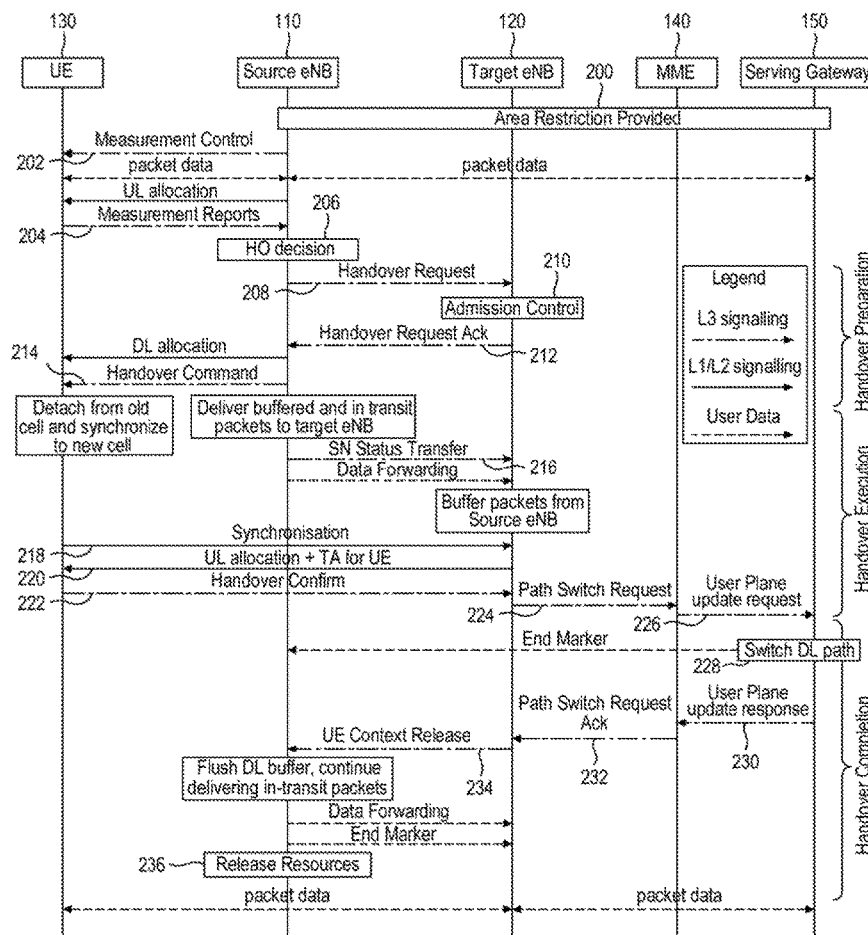 130
110
120
140
150
UE
Source eNB
Target eNB
MME
Serving Gateway
200
Area Restriction Provided
Measurement Control
202
packet data
packet data
UL allocation
Measurement Reports
204
206
HO decision
Handover Request
208
210
Admission Control
Handover Request Ack
212
Legend
L3 signalling
L1/L2 signalling
User Data
Handover Preparation
214
DL allocation
Handover Command
Detach from old
cell and synchronize
to new cell
Deliver buffered and in transit
packets to target eNB
SN Status Transfer
216
Data Forwarding
Buffer packets from
Source eNB
Handover Execution
Synchronisation
218
UL allocation + TA for UE
220
Handover Confirm
222
Path Switch Request
224
User Plane
update request
226
End Marker
Switch DL path
228
Handover Completion
User Plane
update response
230
Path Switch Request
Ack
232
UE Context Release
234
Flush DL buffer, continue
delivering in-transit packets
Data Forwarding
End Marker
236
Release Resources
packet data
packet data